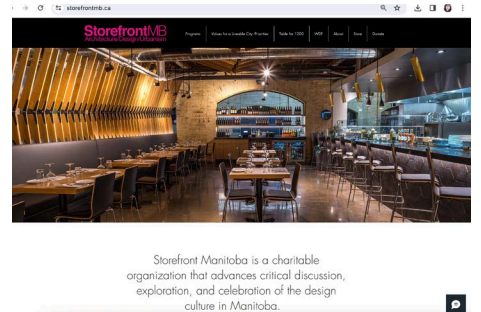 storefrontmb.ca
StorefrontMB
Architecture Design Urbanism
Programs
Values for a Liveable City: Priorities
Table for 1200
WDF
About
Store
Donate
Storefront Manitoba is a charitable
organization that advances critical discussion,
exploration, and celebration of the design
culture in Manitoba.